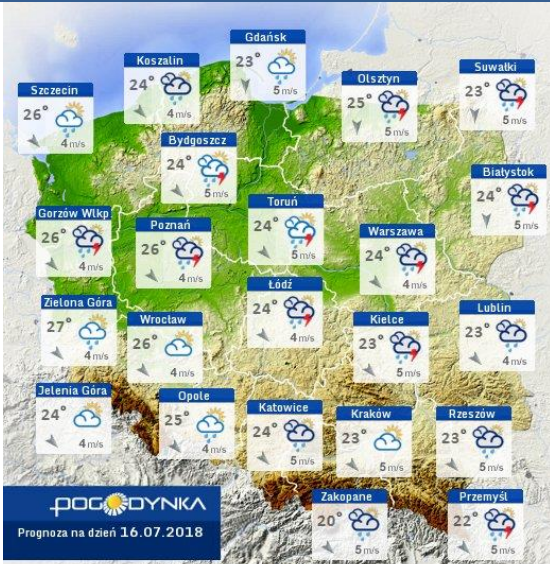 Gdańsk
23°
5 m/s
Koszalin
24°
4 m/s
Suwałki
23°
5 m/s
Olsztyn
25°
5 m/s
Szczecin
26°
4 m/s
Bydgoszcz
24°
5 m/s
Białystok
24°
5 m/s
Toruń
24°
5 m/s
Gorzów Wlkp
26°
4 m/s
Poznań
26°
4 m/s
Warszawa
24°
4 m/s
Łódź
24°
4 m/s
Zielona Góra
27°
4 m/s
Wrocław
26°
4 m/s
Kielce
23°
5 m/s
Lublin
23°
4 m/s
Jelenia Góra
24°
4 m/s
Opole
25°
4 m/s
Katowice
24°
5 m/s
Kraków
23°
5 m/s
Rzeszów
23°
5 m/s
Zakopane
20°
5 m/s
Przemyśl
22°
5 m/s
POGODYNKA
Prognoza na dzień 16.07.2018